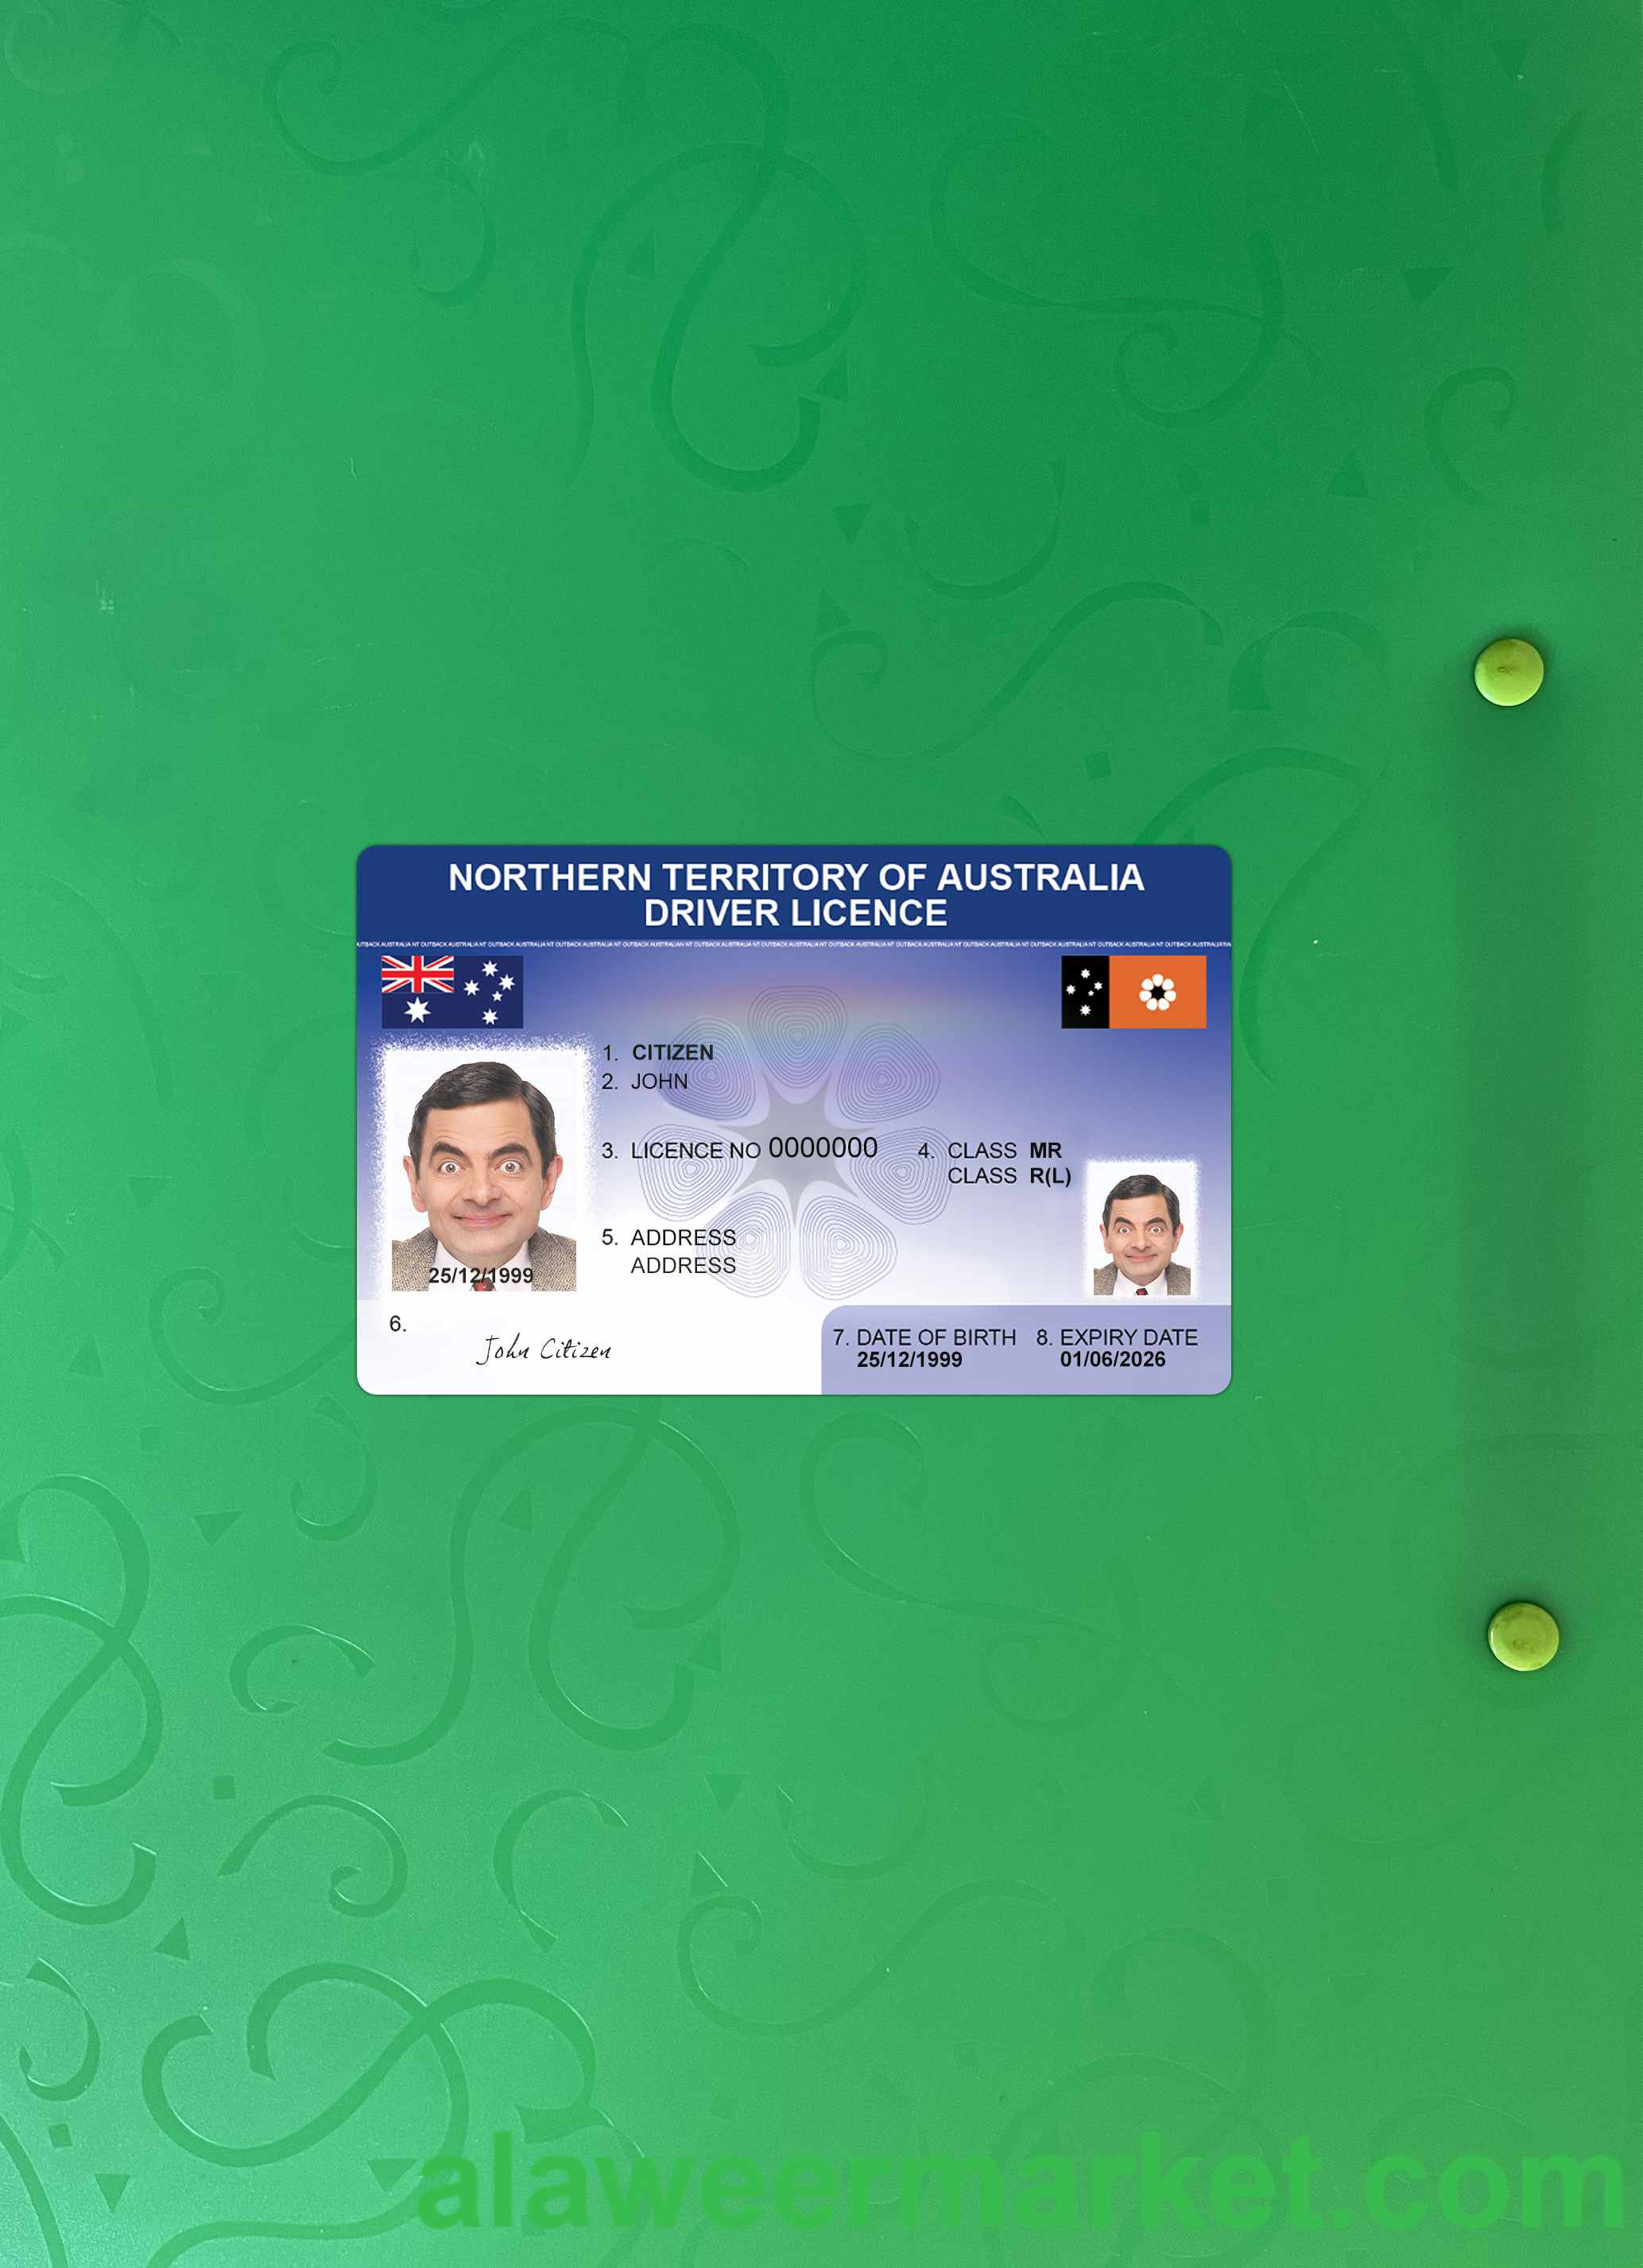 NORTHERN TERRITORY OF AUSTRALIA
DRIVER LICENCE
OUTBACK AUSTRALIA NT OUTBACK AUSTRALIA NT OUTBACK AUSTRALIA NT OUTBACK AUSTRALIA NT OUTBACK AUSTRALIAN NT OUTBACK AUSTRALIA NT OUTBACK AUSTRALIA NT OUTBACK AUSTRALIA NT OUTBACK AUSTRALIA NT OUTBACK AUSTRALIA NT OUTBACK AUSTRALIA NT OUTBACK AUSTRALIA NT OUTBACK
1. CITIZEN
2. JOHN
3. LICENCE NO 0000000 4. CLASS MR
CLASS R(L)
5. ADDRESS
ADDRESS
25/12/1999
6.
John Citizen
7. DATE OF BIRTH 8. EXPIRY DATE
25/12/1999 01/06/2026
alaweermarket.com